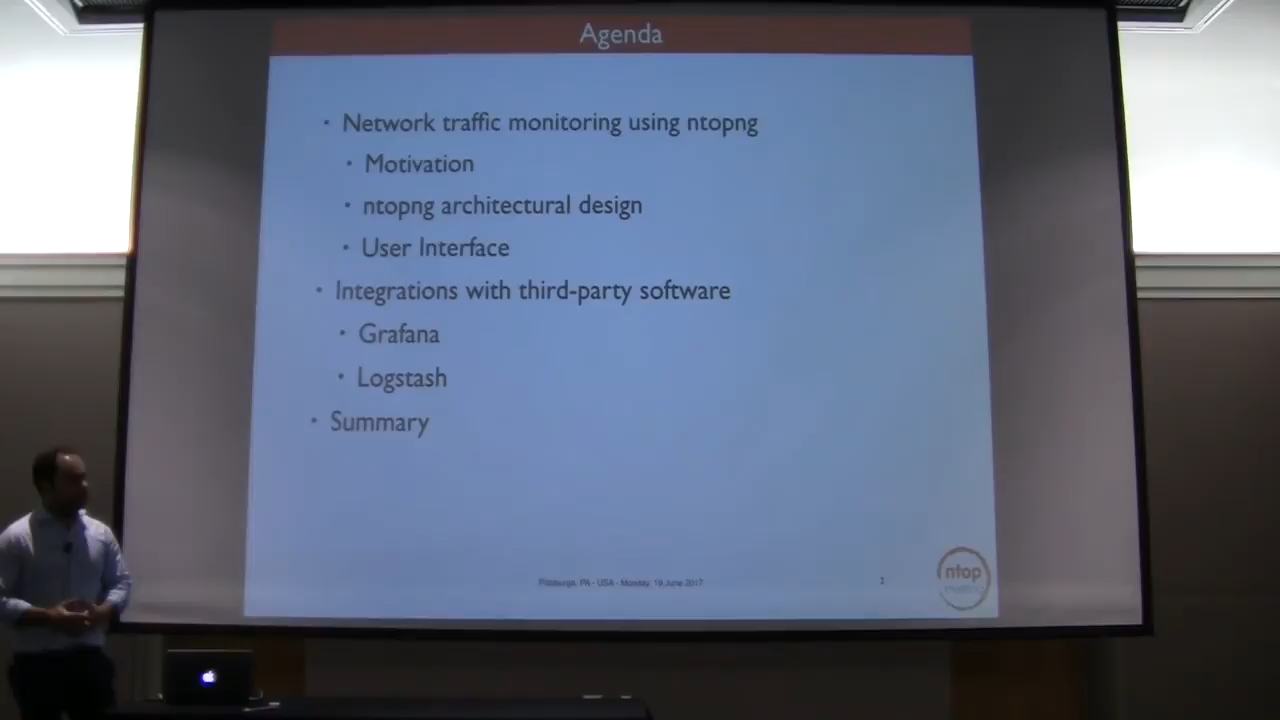 Agenda
• Network traffic monitoring using ntopng
• Motivation
• ntopng architectural design
• User Interface
• Integrations with third-party software
• Grafana
• Logstash
• Summary
PA - USA - Monday, 19 June 2017
ntop